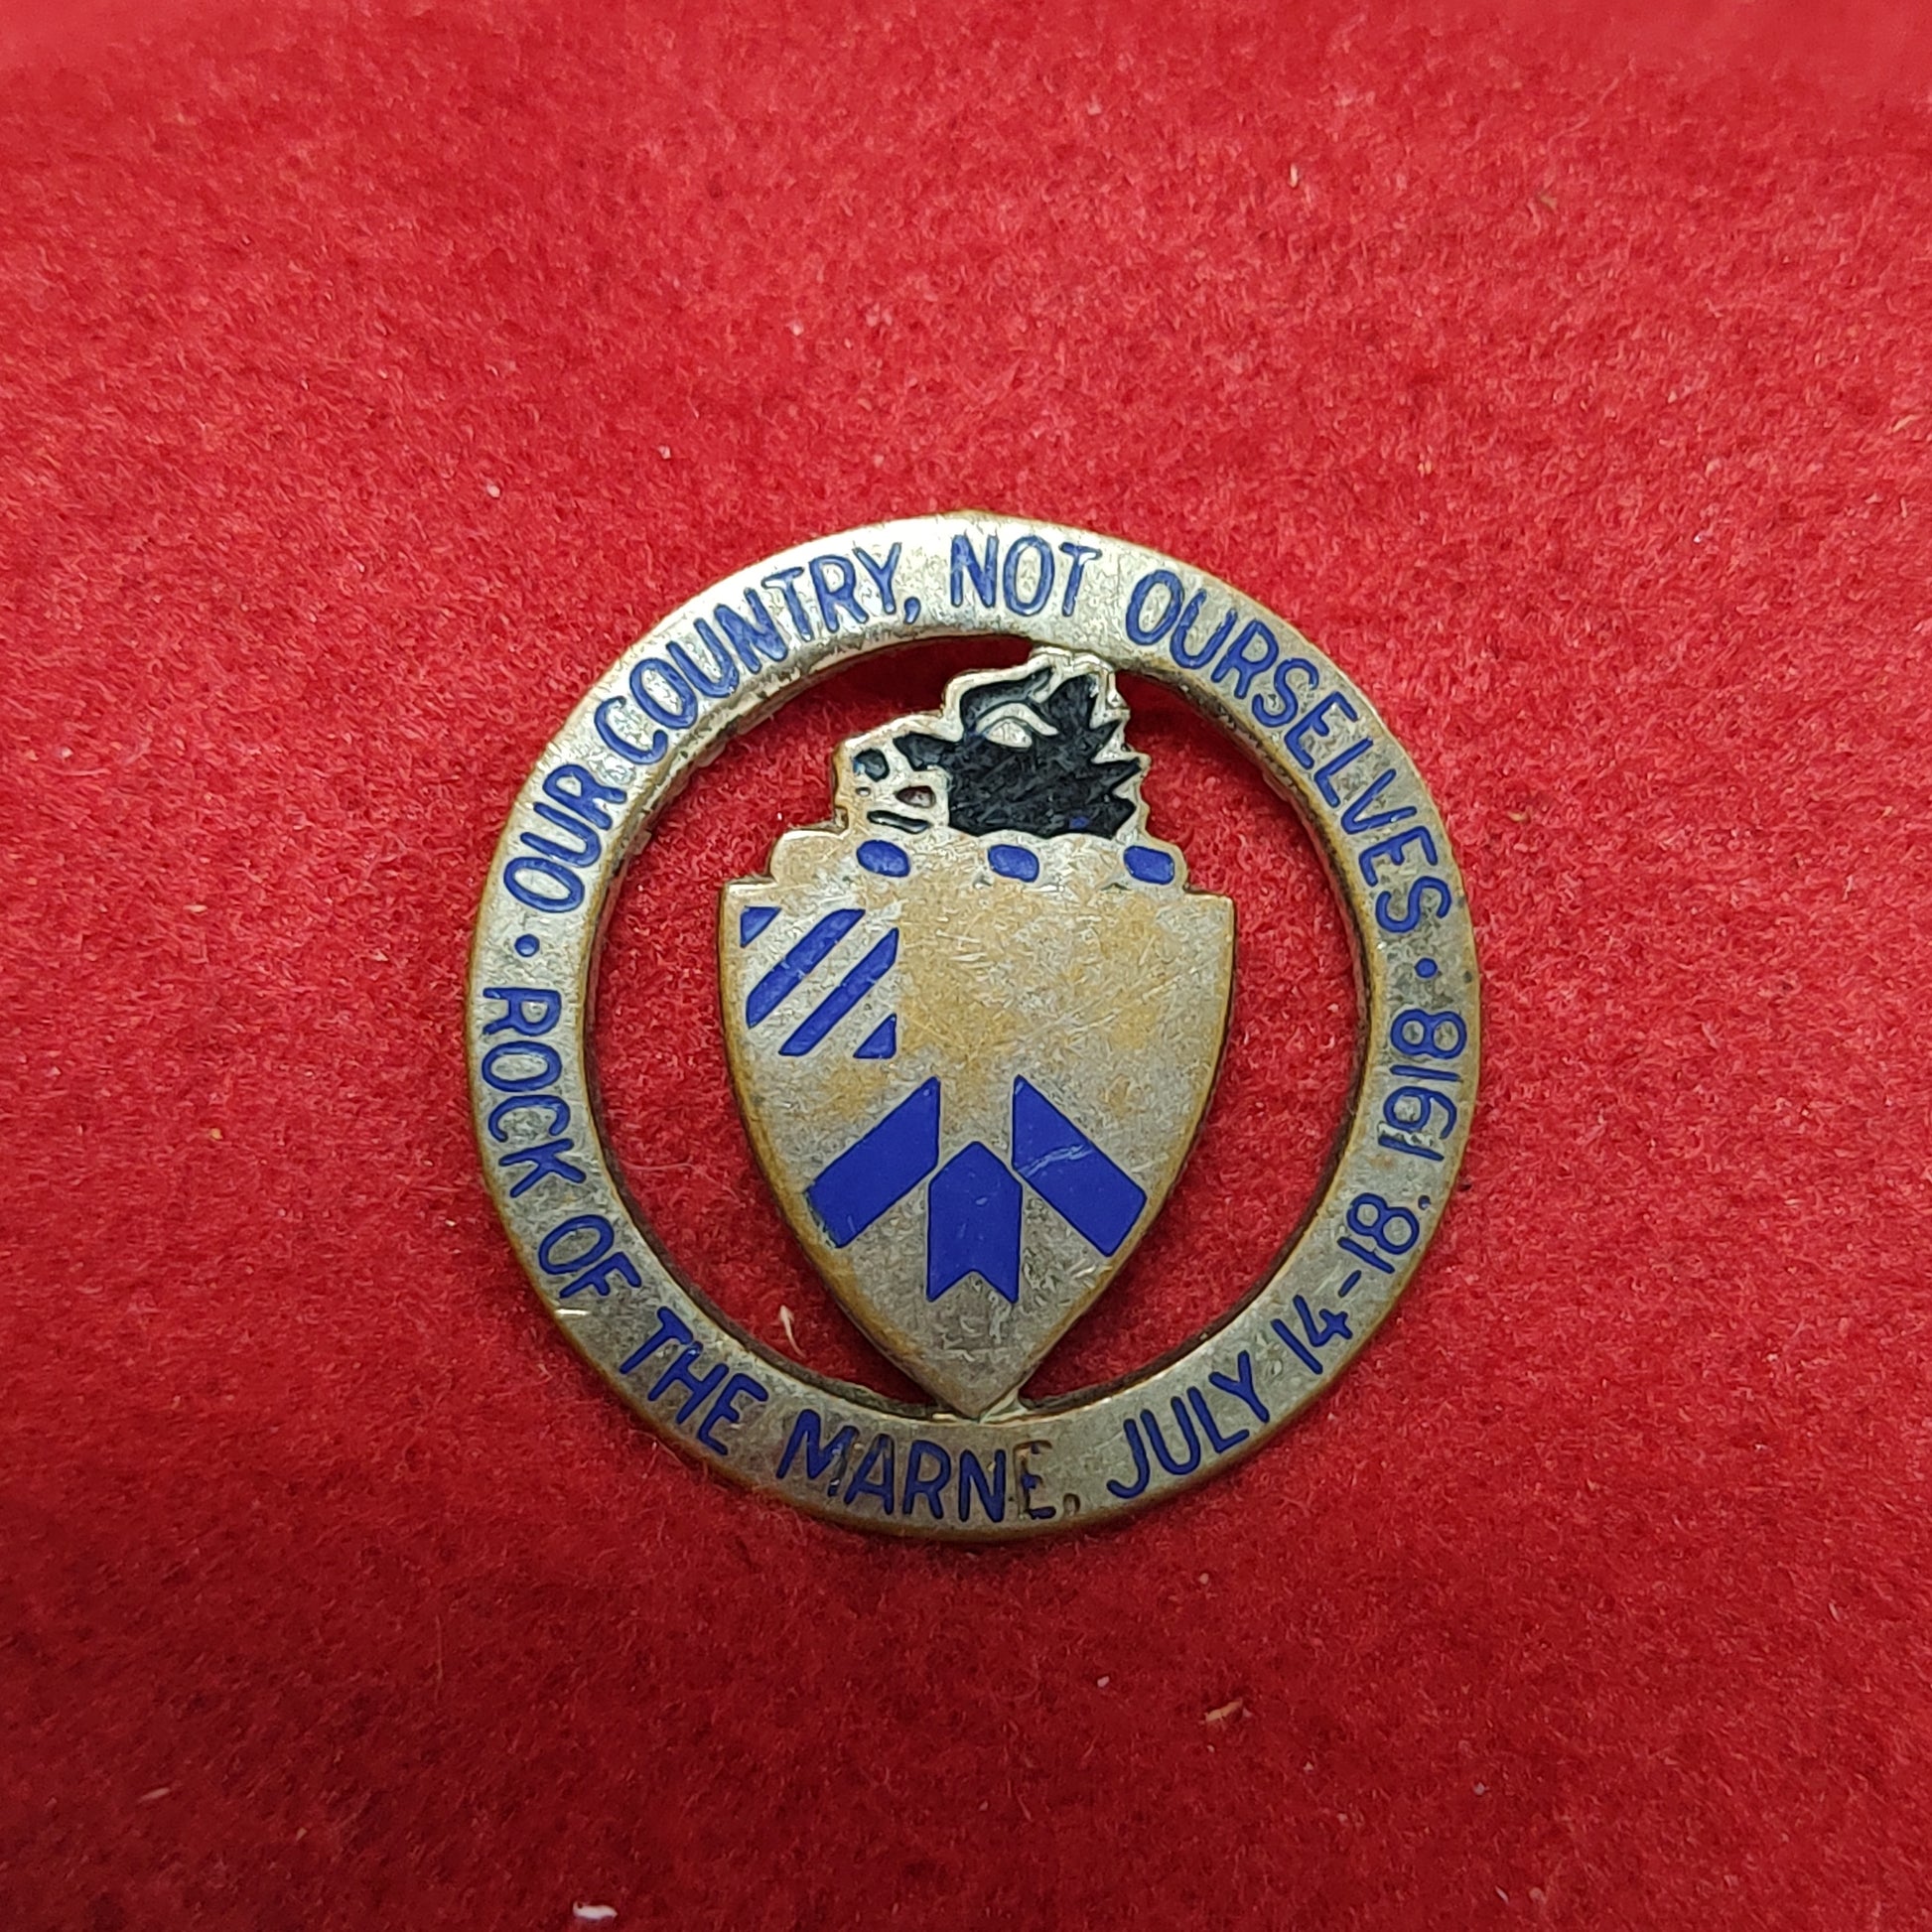 · OUR COUNTRY, NOT OURSELVES ·
ROCK OF THE MARNE, JULY 14-18, 1918